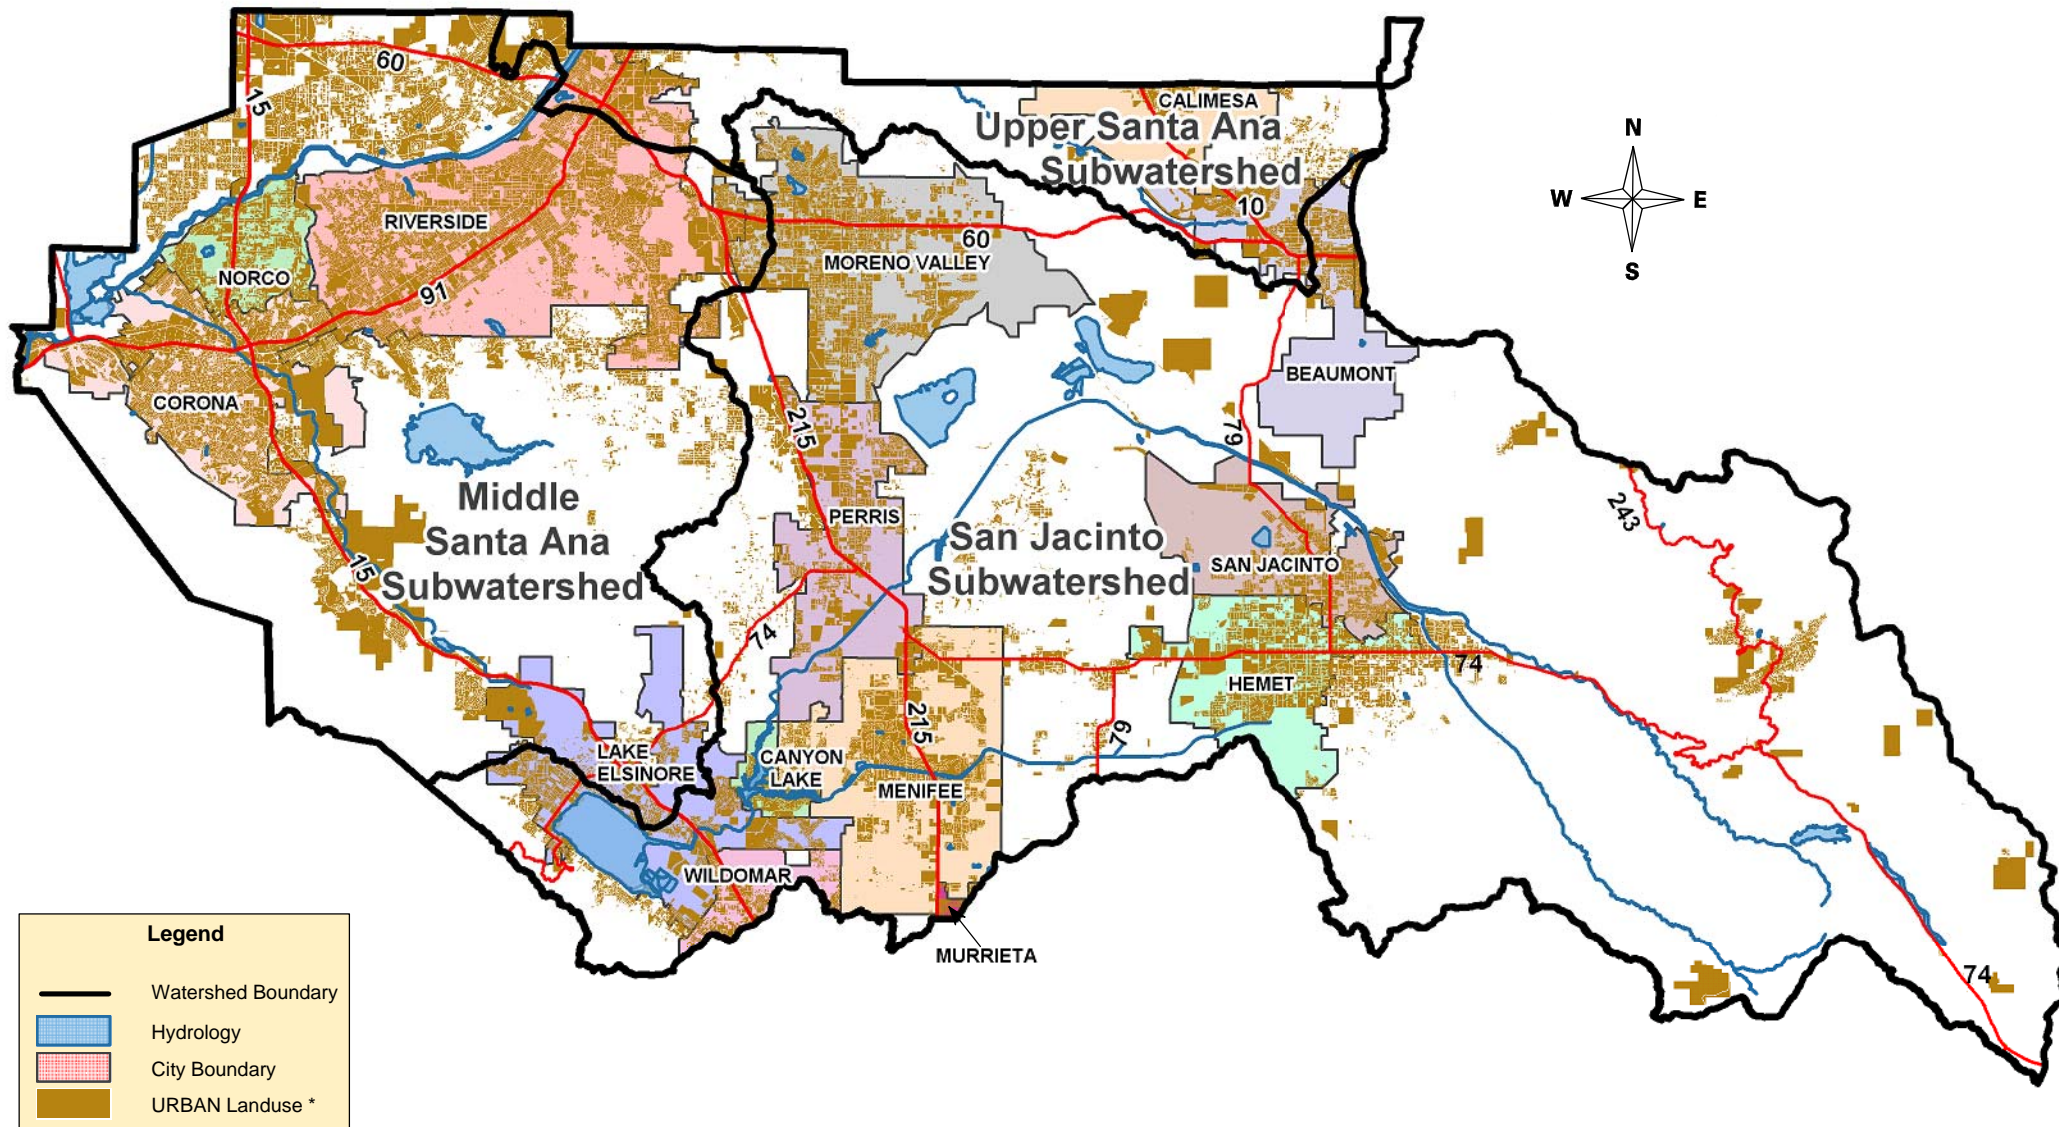 60
15
CALIMESA
Upper Santa Ana
Subwatershed
N
W
E
S
RIVERSIDE
10
60
MORENO VALLEY
NORCO
91
BEAUMONT
CORONA
215
79
Middle
Santa Ana
Subwatershed
PERRIS
San Jacinto
Subwatershed
243
SAN JACINTO
15
74
74
HEMET
215
79
LAKE
ELSINORE
CANYON
LAKE
MENIFEE
WILDOMAR
MURRIETA
74
Legend
Watershed Boundary
Hydrology
City Boundary
URBAN Landuse *